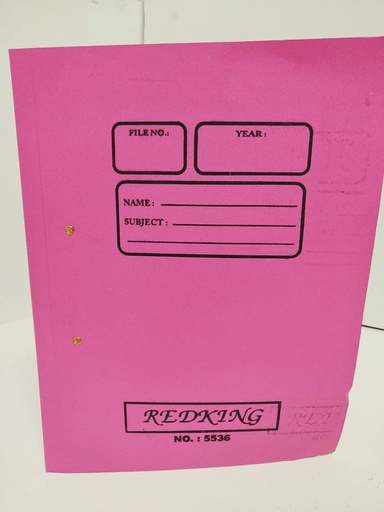 FILE NO.: YEAR :
NAME :
SUBJECT :
REDKING
NO. : 5536